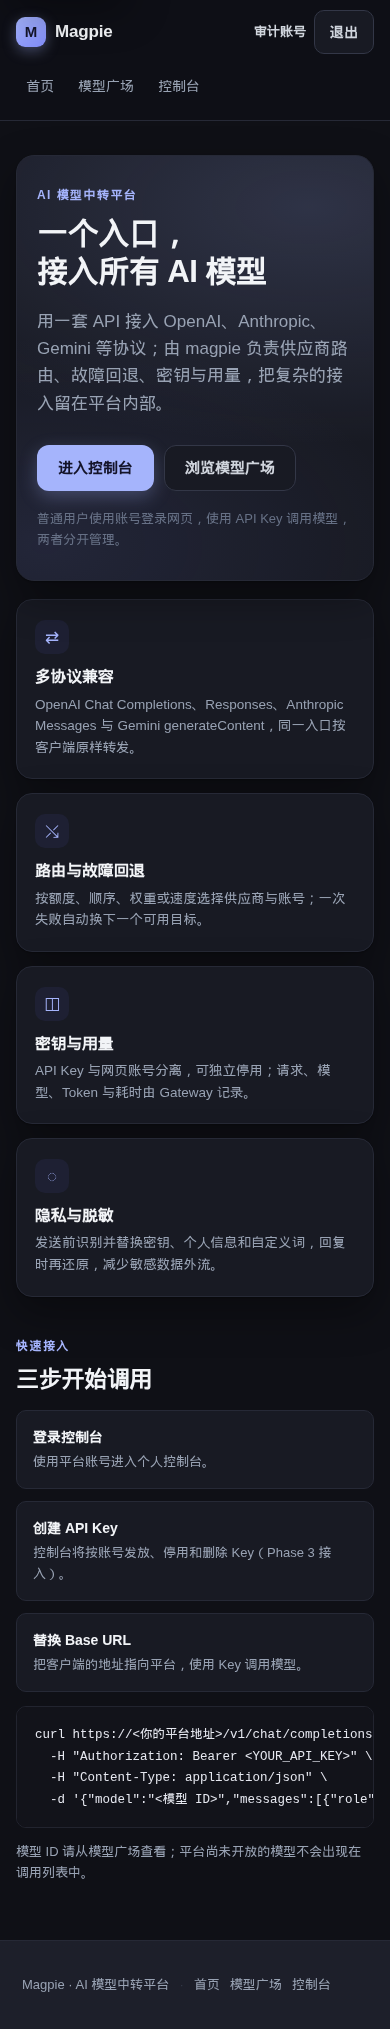 M Magpie 审计账号 退出
首页 模型广场 控制台
AI 模型中转平台
一个入口，
接入所有 AI 模型
用一套 API 接入 OpenAI、Anthropic、
Gemini 等协议；由 magpie 负责供应商路
由、故障回退、密钥与用量，把复杂的接
入留在平台内部。
进入控制台 浏览模型广场
普通用户使用账号登录网页，使用 API Key 调用模型，
两者分开管理。
⇄
多协议兼容
OpenAI Chat Completions、Responses、Anthropic
Messages 与 Gemini generateContent，同一入口按
客户端原样转发。
路由与故障回退
按额度、顺序、权重或速度选择供应商与账号；一次
失败自动换下一个可用目标。
密钥与用量
API Key 与网页账号分离，可独立停用；请求、模
型、Token 与耗时由 Gateway 记录。
隐私与脱敏
发送前识别并替换密钥、个人信息和自定义词，回复
时再还原，减少敏感数据外流。
快速接入
三步开始调用
登录控制台
使用平台账号进入个人控制台。
创建 API Key
控制台将按账号发放、停用和删除 Key（Phase 3 接
入）。
替换 Base URL
把客户端的地址指向平台，使用 Key 调用模型。
curl https://<你的平台地址>/v1/chat/completions
-H "Authorization: Bearer <YOUR_API_KEY>" \
-H "Content-Type: application/json" \
-d '{"model":"<模型 ID>","messages":[{"role"
模型 ID 请从模型广场查看；平台尚未开放的模型不会出现在
调用列表中。
Magpie · AI 模型中转平台 首页 模型广场 控制台